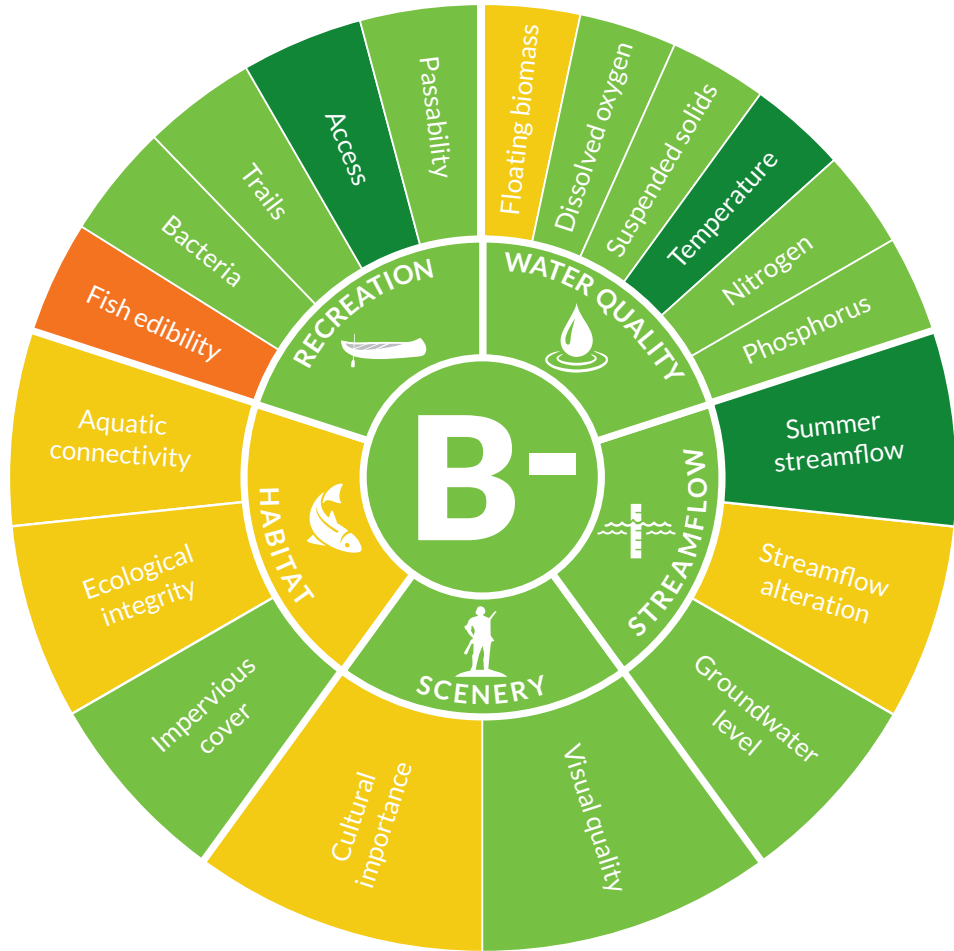 Passability
Access
Trails
Bacteria
Fish edibility
RECREATION
Floating biomass
Dissolved oxygen
Suspended solids
Temperature
Nitrogen
Phosphorus
WATER QUALITY
Summer
streamflow
Streamflow
alteration
Groundwater
level
STREAMFLOW
Visual quality
Cultural
importance
SCENERY
Impervious
cover
Ecological
integrity
Aquatic
connectivity
HABITAT
B-